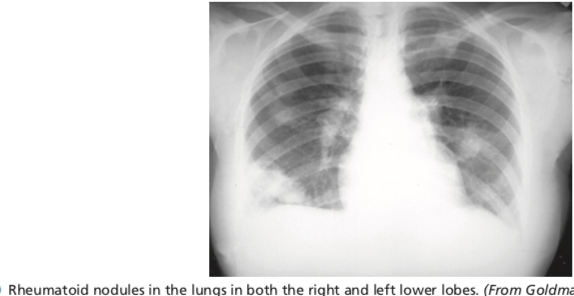 Rheumatoid nodules in the lungs in both the right and left lower lobes. (From Goldma